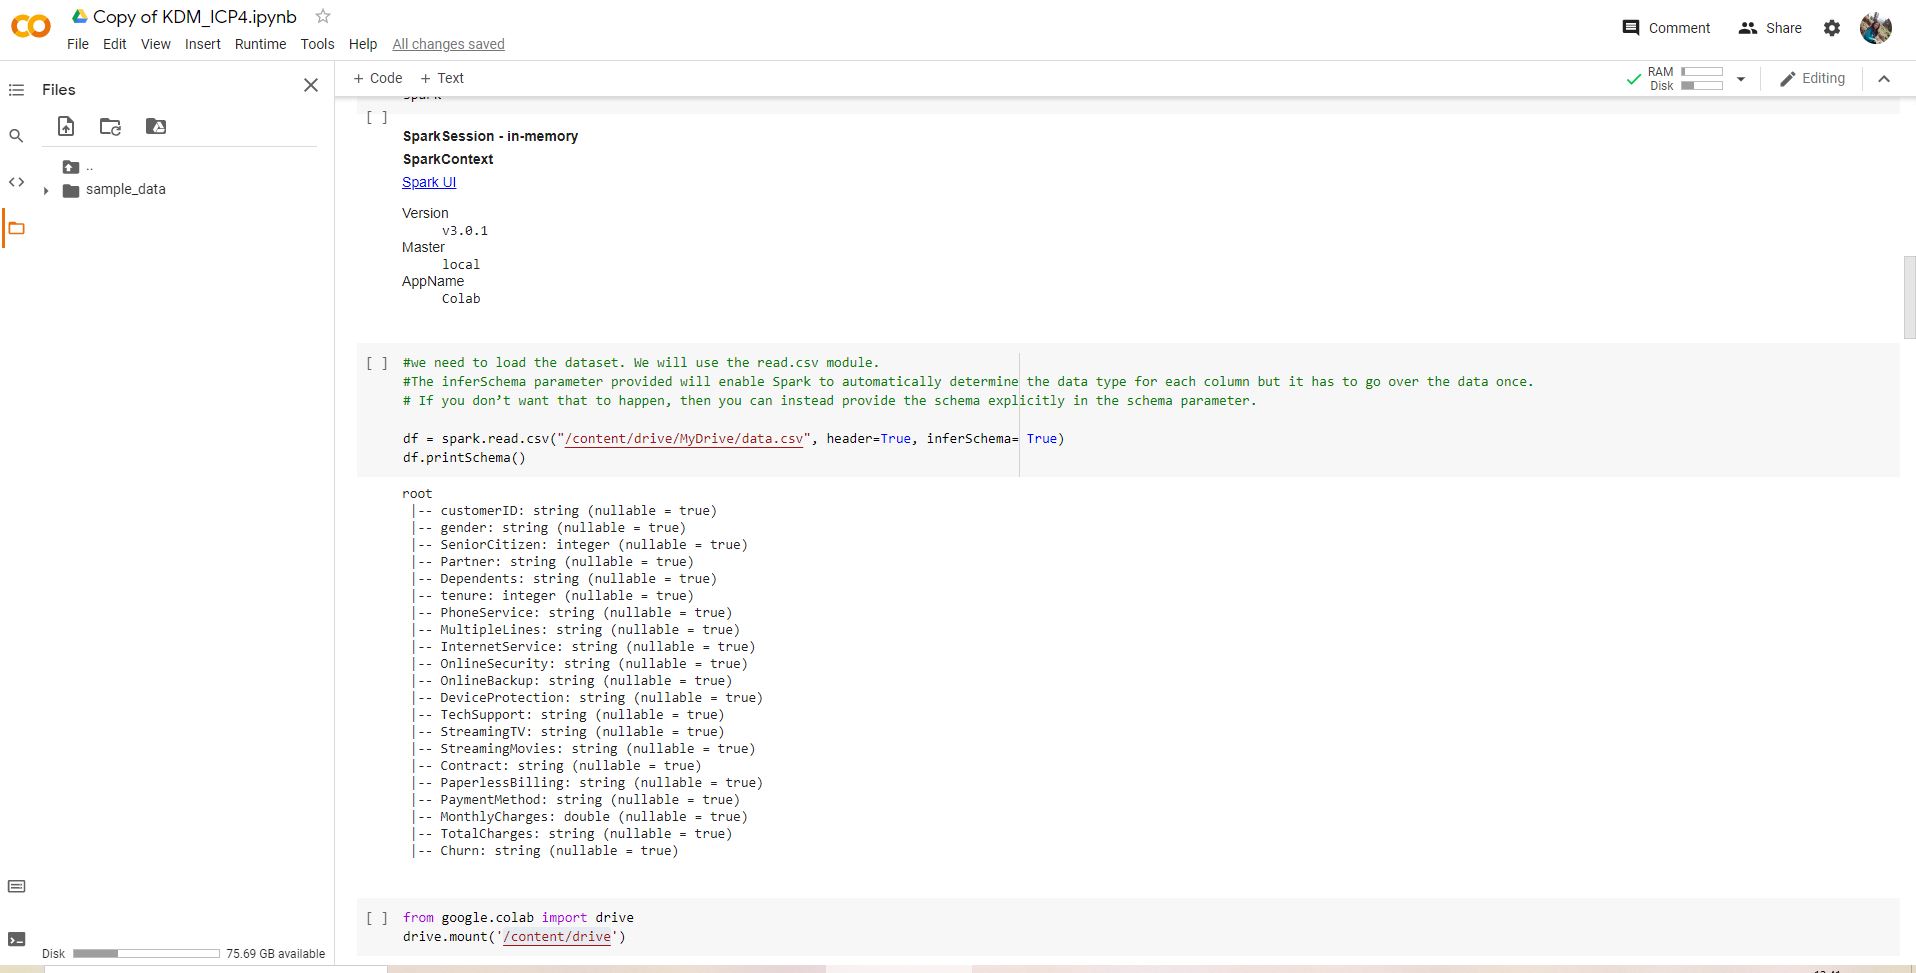 Copy of KDM_ICP4.ipynb
File Edit View Insert Runtime Tools Help All changes saved
Comment Share
Files
+ Code + Text
RAM
Disk
Editing
..
sample_data
[ ]
SparkSession - in-memory
SparkContext
Spark UI
Version
v3.0.1
Master
local
AppName
Colab
[ ] #we need to load the dataset. We will use the read.csv module.
#The inferSchema parameter provided will enable Spark to automatically determine the data type for each column but it has to go over the data once.
# If you don’t want that to happen, then you can instead provide the schema explicitly in the schema parameter.
df = spark.read.csv("/content/drive/MyDrive/data.csv", header=True, inferSchema= True)
df.printSchema()
root
|-- customerID: string (nullable = true)
|-- gender: string (nullable = true)
|-- SeniorCitizen: integer (nullable = true)
|-- Partner: string (nullable = true)
|-- Dependents: string (nullable = true)
|-- tenure: integer (nullable = true)
|-- PhoneService: string (nullable = true)
|-- MultipleLines: string (nullable = true)
|-- InternetService: string (nullable = true)
|-- OnlineSecurity: string (nullable = true)
|-- OnlineBackup: string (nullable = true)
|-- DeviceProtection: string (nullable = true)
|-- TechSupport: string (nullable = true)
|-- StreamingTV: string (nullable = true)
|-- StreamingMovies: string (nullable = true)
|-- Contract: string (nullable = true)
|-- PaperlessBilling: string (nullable = true)
|-- PaymentMethod: string (nullable = true)
|-- MonthlyCharges: double (nullable = true)
|-- TotalCharges: string (nullable = true)
|-- Churn: string (nullable = true)
[ ] from google.colab import drive
drive.mount('/content/drive')
Disk 75.69 GB available